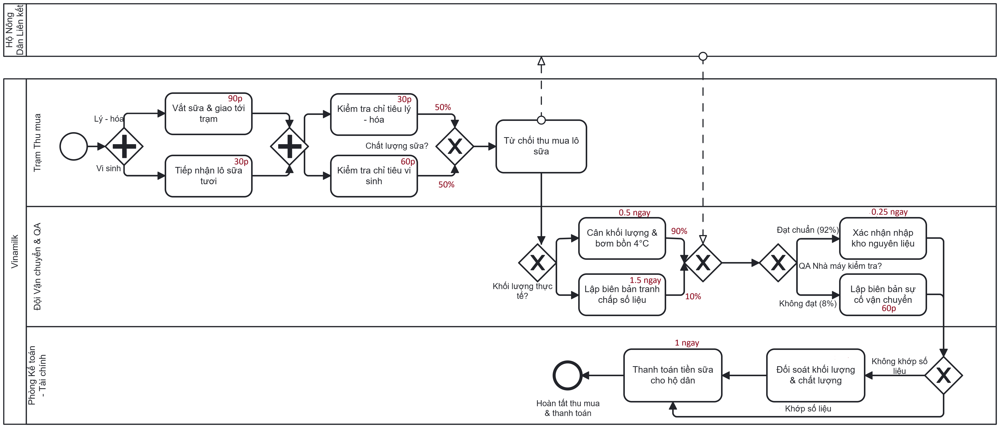 Hộ Nông
Dân Liên kết
Vinamilk
Trạm Thu mua
Lý - hóa
Vi sinh
90p
Vắt sữa & giao tới
trạm
30p
Tiếp nhận lô sữa
tươi
30p
Kiểm tra chỉ tiêu lý
- hóa
50%
Chất lượng sữa?
60p
Kiểm tra chỉ tiêu vi
sinh
50%
Từ chối thu mua lô
sữa
Đội Vận chuyển & QA
Khối lượng thực
tế?
0.5 ngay
Cân khối lượng &
bơm bồn 4°C
90%
1.5 ngay
Lập biên bản tranh
chấp số liệu
10%
Đạt chuẩn (92%)
0.25 ngay
Xác nhận nhập
kho nguyên liệu
QA Nhà máy kiểm tra?
Không đạt (8%)
Lập biên bản sự
cố vận chuyển
60p
Phòng Kế toán
- Tài chính
Hoàn tất thu mua
& thanh toán
1 ngay
Thanh toán tiền sữa
cho hộ dân
Đối soát khối lượng
& chất lượng
Không khớp số
liệu
Khớp số liệu